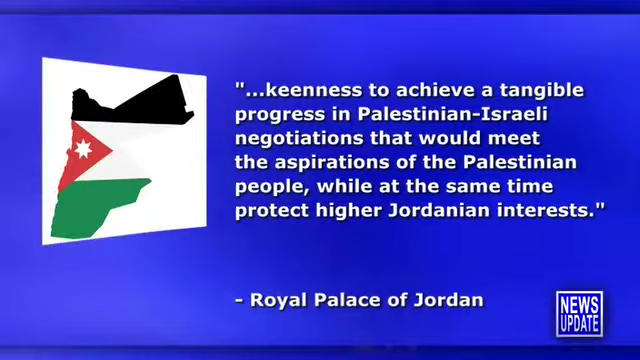 "...keenness to achieve a tangible
progress in Palestinian-Israeli
negotiations that would meet
the aspirations of the Palestinian
people, while at the same time
protect higher Jordanian interests."
- Royal Palace of Jordan
NEWS
UPDATE